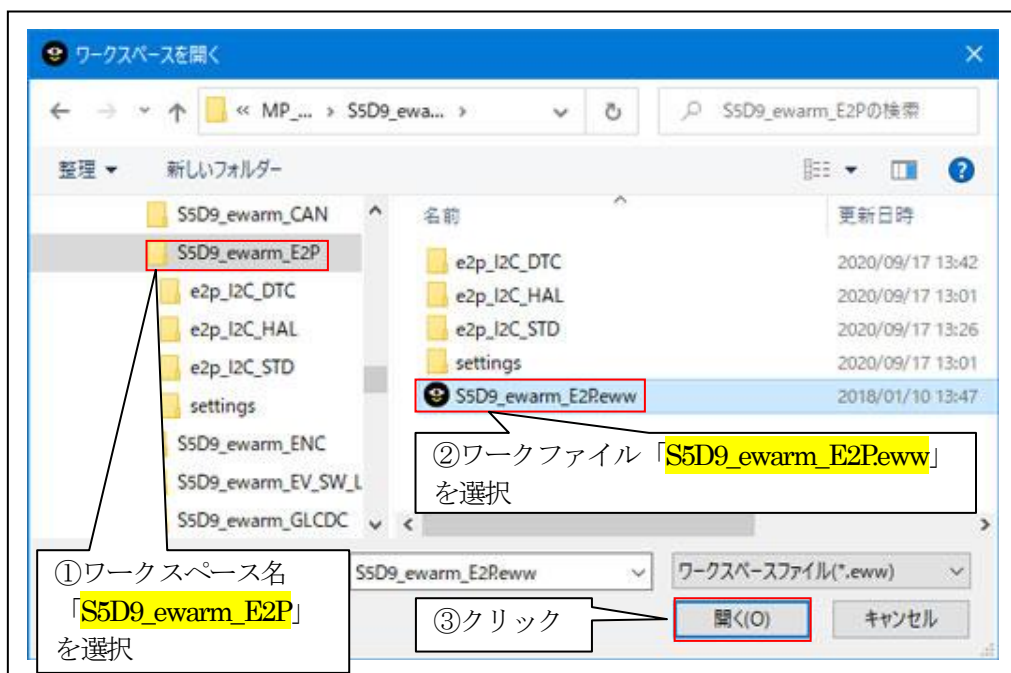 ワークスペースを開く
« MP_... › S5D9_ewa... ›
S5D9_ewarm_E2Pの検索
整理
新しいフォルダー
S5D9_ewarm_CAN
S5D9_ewarm_E2P
e2p_I2C_DTC
e2p_I2C_HAL
e2p_I2C_STD
settings
S5D9_ewarm_ENC
S5D9_ewarm_EV_SW_L
S5D9_ewarm_GLCDC
名前
更新日時
e2p_I2C_DTC 2020/09/17 13:42
e2p_I2C_HAL 2020/09/17 13:01
e2p_I2C_STD 2020/09/17 13:26
settings 2020/09/17 13:01
S5D9_ewarm_E2P.eww 2018/01/10 13:47
②ワークファイル「S5D9_ewarm_E2P.eww」
を選択
①ワークスペース名
「S5D9_ewarm_E2P」
を選択
S5D9_ewarm_E2P.eww
ワークスペースファイル(*.eww)
③クリック
開く(O)
キャンセル